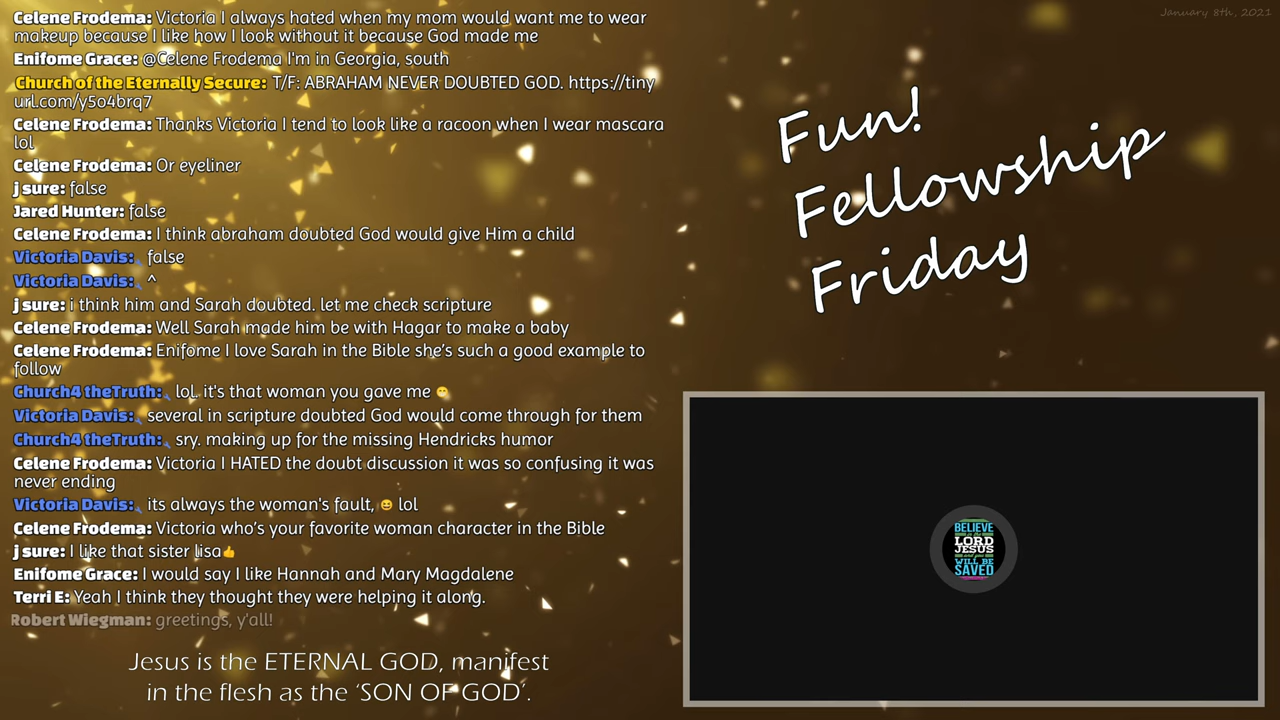 Celene Frodema: Victoria I always hated when my mom would want me to wear
makeup because I like how I look without it because God made me
Enifome Grace: @Celene Frodema I'm in Georgia, south
Church of the Eternally Secure: T/F: ABRAHAM NEVER DOUBTED GOD. https://tiny
url.com/y5o4brq7
Celene Frodema: Thanks Victoria I tend to look like a racoon when I wear mascara
lol
Celene Frodema: Or eyeliner
j sure: false
Jared Hunter: false
Celene Frodema: I think abraham doubted God would give Him a child
Victoria Davis: false
Victoria Davis: ^
j sure: i think him and Sarah doubted. let me check scripture
Celene Frodema: Well Sarah made him be with Hagar to make a baby
Celene Frodema: Enifome I love Sarah in the Bible she's such a good example to
follow
Church4 theTruth: lol. it's that woman you gave me 😁
Victoria Davis: several in scripture doubted God would come through for them
Church4 theTruth: sry. making up for the missing Hendricks humor
Celene Frodema: Victoria I HATED the doubt discussion it was so confusing it was
never ending
Victoria Davis: its always the woman's fault, 😆 lol
Celene Frodema: Victoria who's your favorite woman character in the Bible
j sure: I like that sister lisa👍
Enifome Grace: I would say I like Hannah and Mary Magdalene
Terri E: Yeah I think they thought they were helping it along.
Robert Wiegman: greetings, y'all!
Jesus is the ETERNAL GOD, manifest
in the flesh as the 'SON OF GOD'.
January 8th, 2021
Fun!
Fellowship
Friday
BELIEVE
LORD
JESUS
WILL BE
SAVED